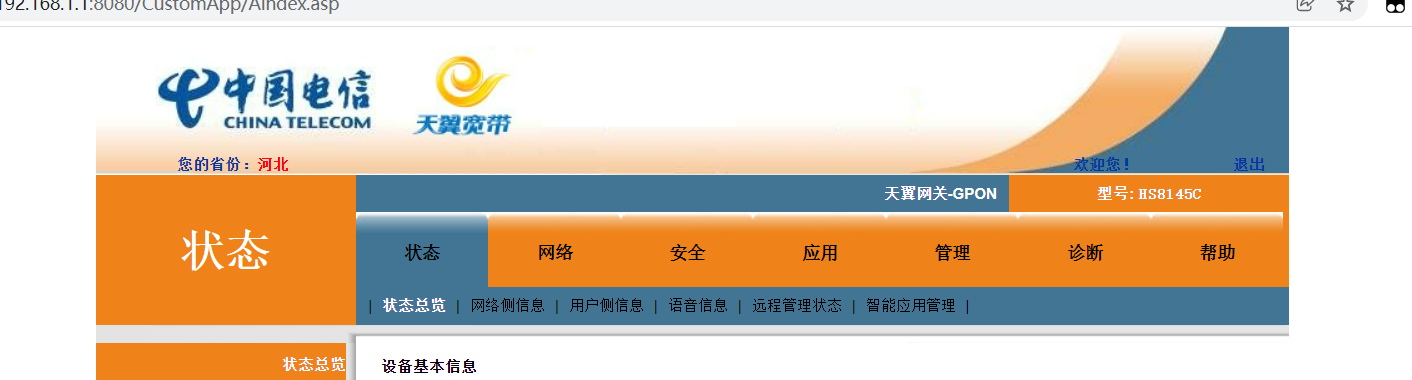 192.168.1.1:8080/CustomApp/Aindex.asp
中国电信
CHINA TELECOM
天翼宽带
您的省份：河北
欢迎您！
退出
天翼网关-GPON
型号: HS8145C
状态
状态
网络
安全
应用
管理
诊断
帮助
| 状态总览 | 网络侧信息 | 用户侧信息 | 语音信息 | 远程管理状态 | 智能应用管理 |
状态总览
设备基本信息